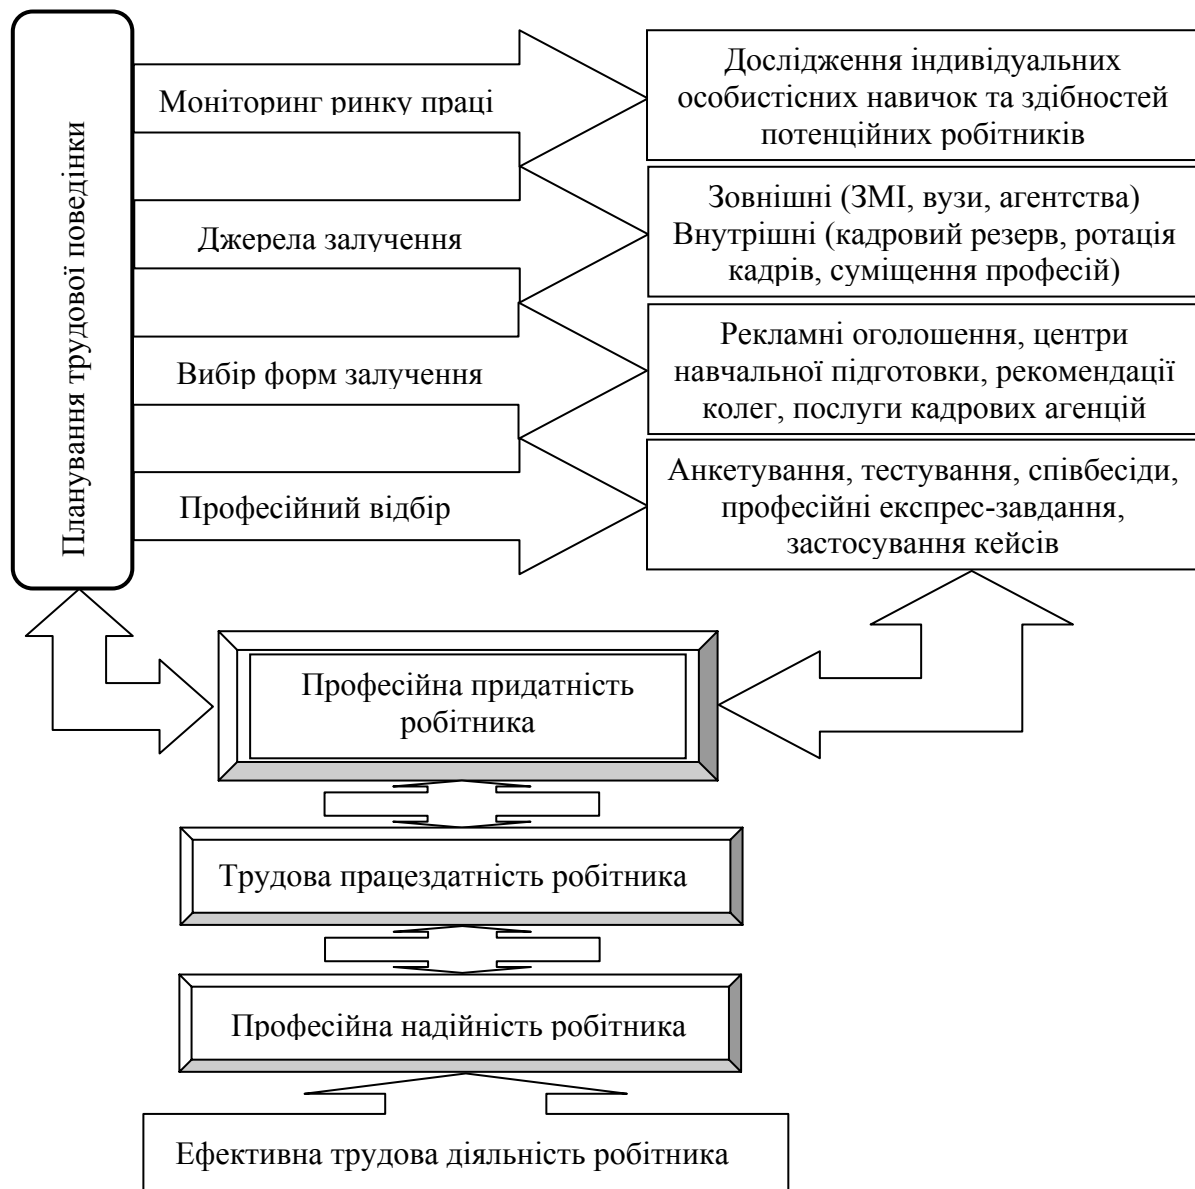 Планування трудової поведінки
Моніторинг ринку праці
Дослідження індивідуальних
особистісних навичок та здібностей
потенційних робітників
Джерела залучення
Зовнішні (ЗМІ, вузи, агентства)
Внутрішні (кадровий резерв, ротація
кадрів, суміщення професій)
Вибір форм залучення
Рекламні оголошення, центри
навчальної підготовки, рекомендації
колег, послуги кадрових агенцій
Професійний відбір
Анкетування, тестування, співбесіди,
професійні експрес-завдання,
застосування кейсів
Професійна придатність
робітника
Трудова працездатність робітника
Професійна надійність робітника
Ефективна трудова діяльність робітника